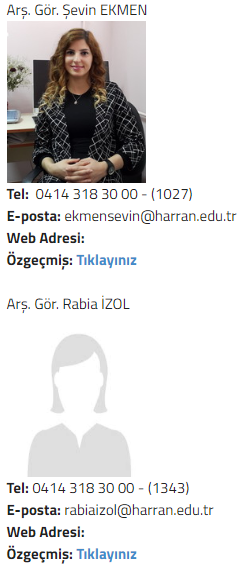 Arş. Gör. Şevin EKMEN
Tel: 0414 318 30 00 - (1027)
E-posta: ekmensevin@harran.edu.tr
Web Adresi:
Özgeçmiş: Tıklayınız
Arş. Gör. Rabia İZOL
Tel: 0414 318 30 00 - (1343)
E-posta: rabiaizol@harran.edu.tr
Web Adresi:
Özgeçmiş: Tıklayınız